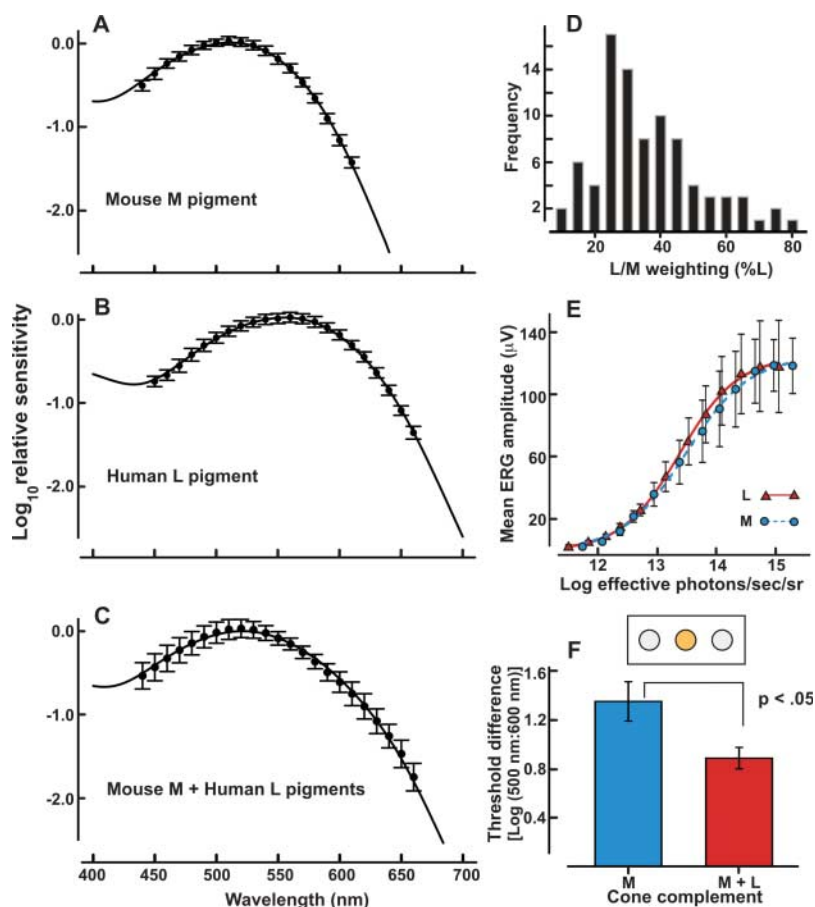 A
0.0
-1.0
-2.0
Mouse M pigment
B
0.0
-1.0
-2.0
Human L pigment
Log10 relative sensitivity
C
0.0
-1.0
-2.0
Mouse M + Human L pigments
400 450 500 550 600 650 700
Wavelength (nm)
D
Frequency
14
10
6
2
20 40 60 80
L/M weighting (%L)
E
Mean ERG amplitude (µV)
140
100
60
20
L
M
12 13 14 15
Log effective photons/sec/sr
F
Threshold difference
[Log (500 nm:600 nm)]
1.6
1.2
0.8
0.4
p < .05
M M + L
Cone complement